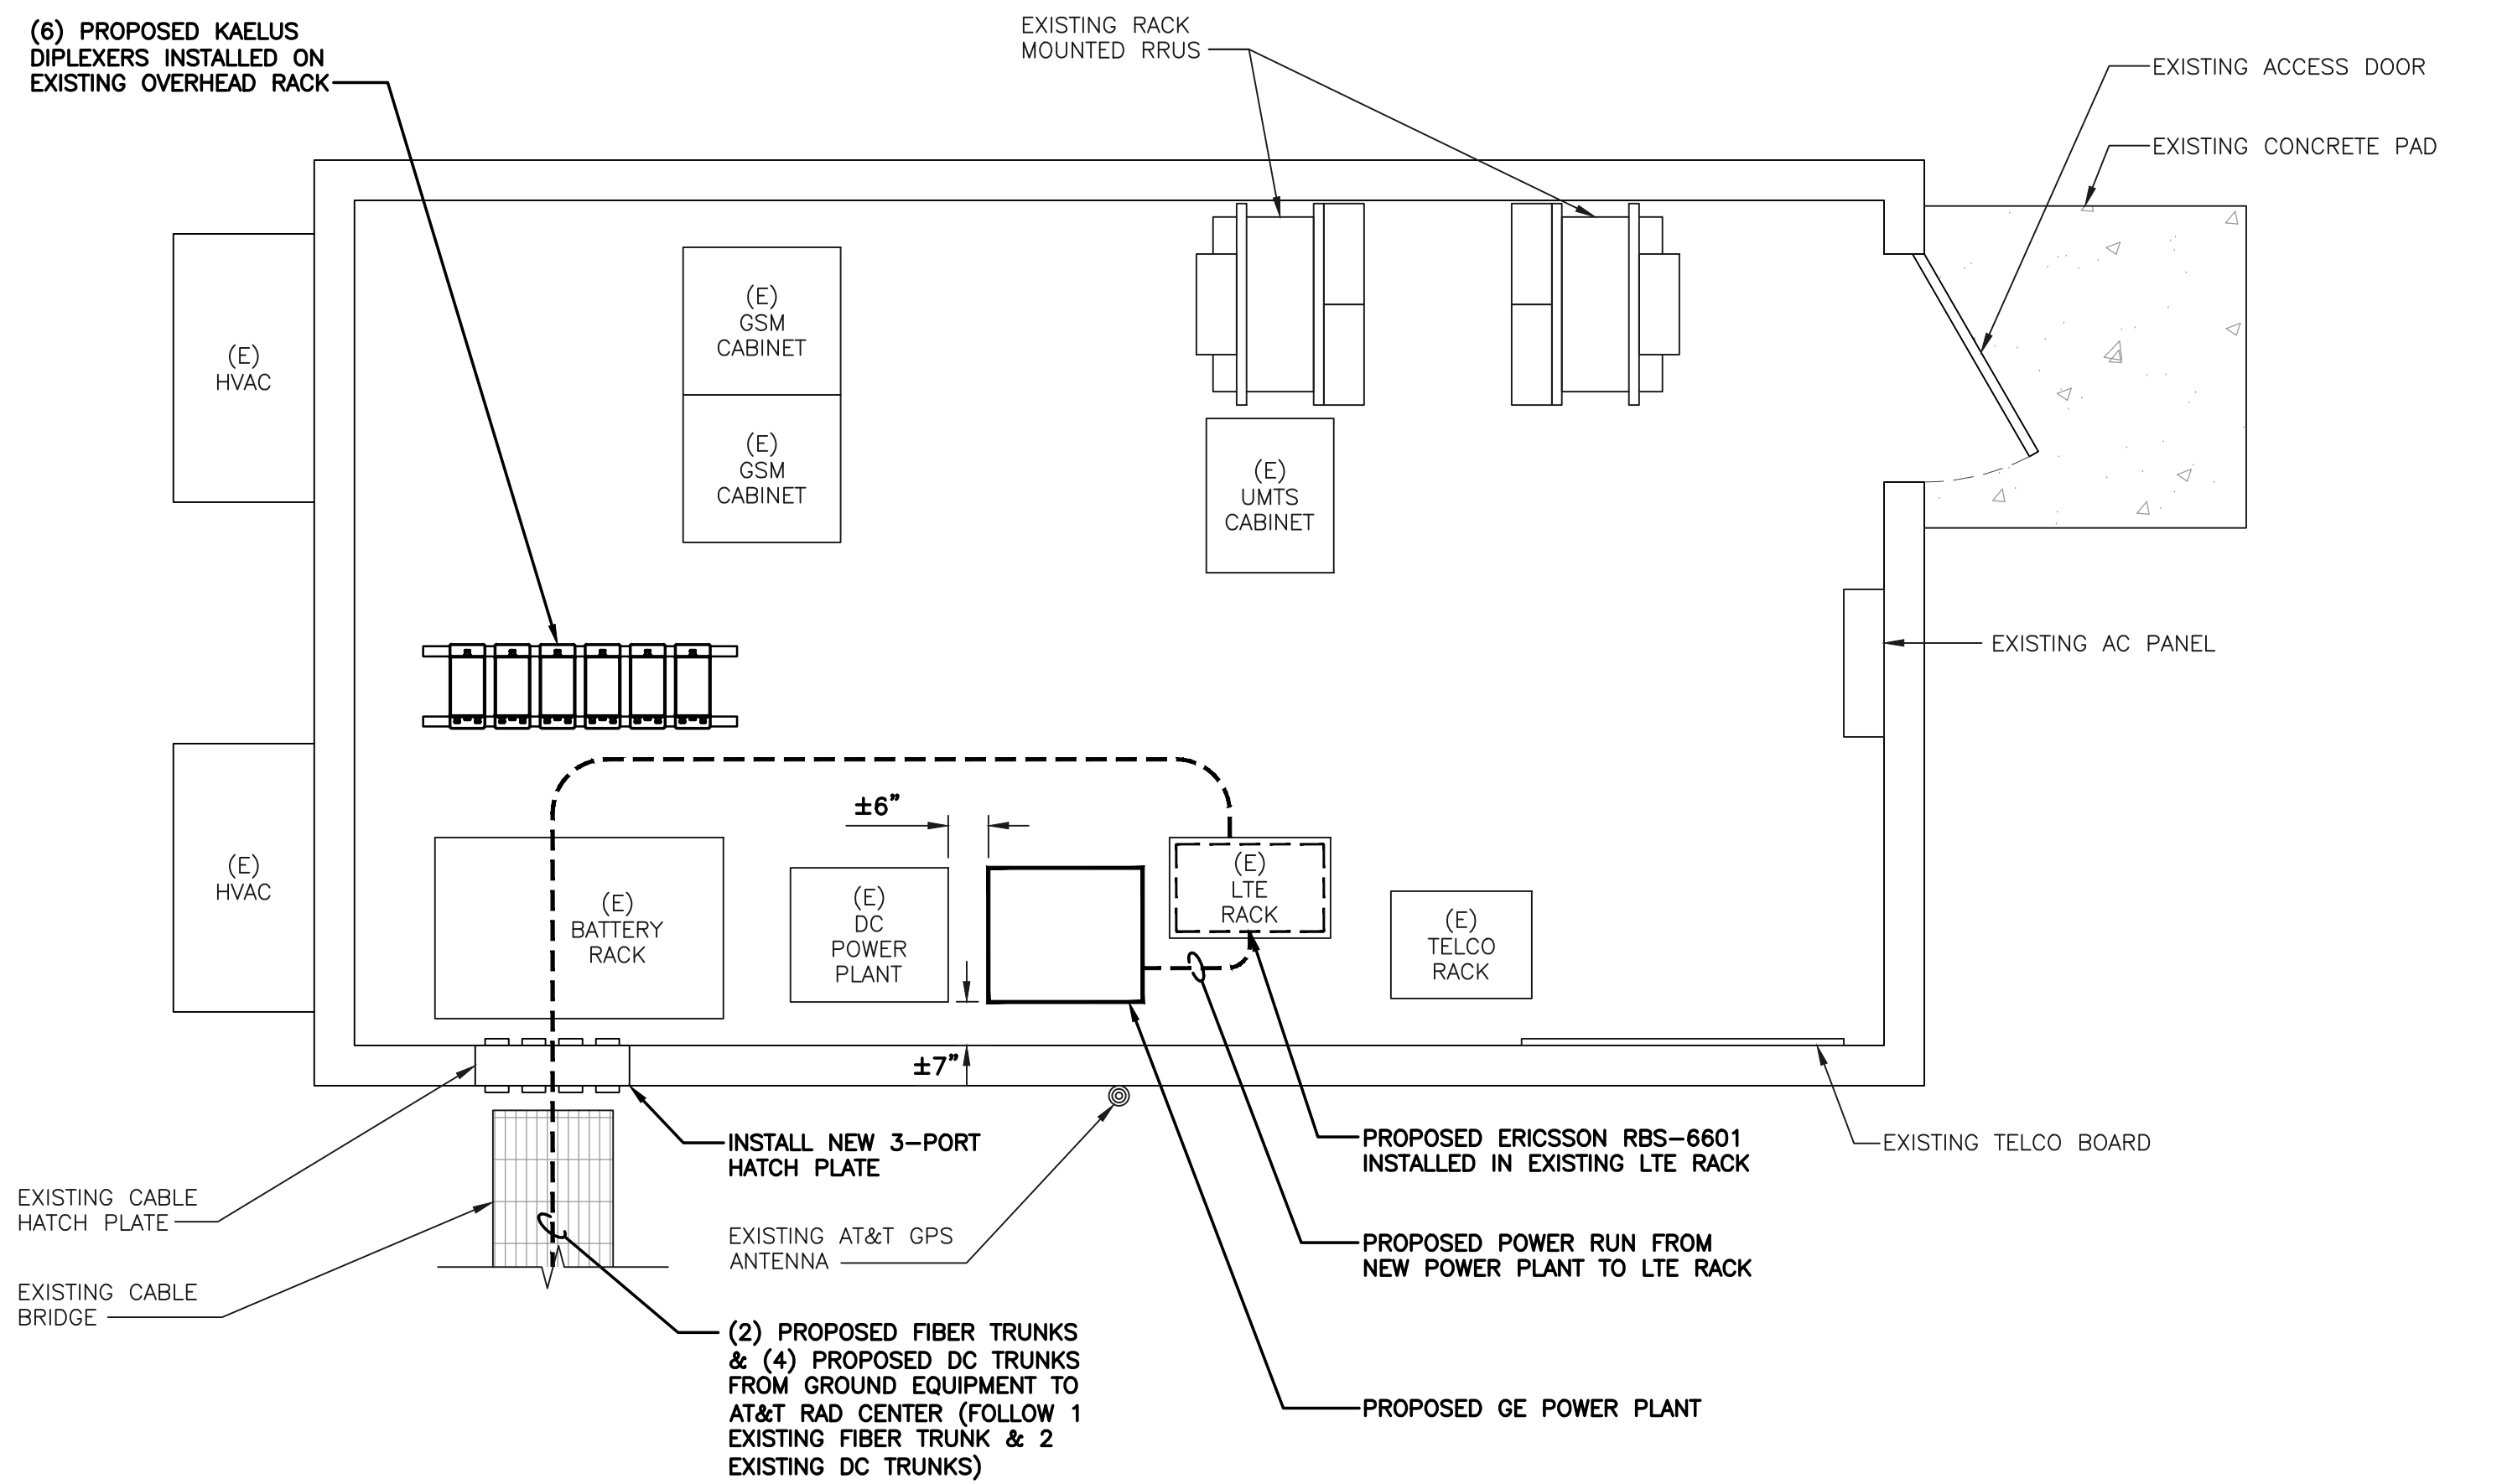 (6) PROPOSED KAELUS
DIPLEXERS INSTALLED ON
EXISTING OVERHEAD RACK
EXISTING RACK
MOUNTED RRUS
EXISTING ACCESS DOOR
EXISTING CONCRETE PAD
(E)
HVAC
(E)
GSM
CABINET
(E)
GSM
CABINET
(E)
UMTS
CABINET
EXISTING AC PANEL
±6"
(E)
HVAC
(E)
BATTERY
RACK
(E)
DC
POWER
PLANT
(E)
LTE
RACK
(E)
TELCO
RACK
±7"
INSTALL NEW 3-PORT
HATCH PLATE
PROPOSED ERICSSON RBS-6601
INSTALLED IN EXISTING LTE RACK
EXISTING TELCO BOARD
EXISTING CABLE
HATCH PLATE
EXISTING AT&T GPS
ANTENNA
PROPOSED POWER RUN FROM
NEW POWER PLANT TO LTE RACK
EXISTING CABLE
BRIDGE
(2) PROPOSED FIBER TRUNKS
& (4) PROPOSED DC TRUNKS
FROM GROUND EQUIPMENT TO
AT&T RAD CENTER (FOLLOW 1
EXISTING FIBER TRUNK & 2
EXISTING DC TRUNKS)
PROPOSED GE POWER PLANT